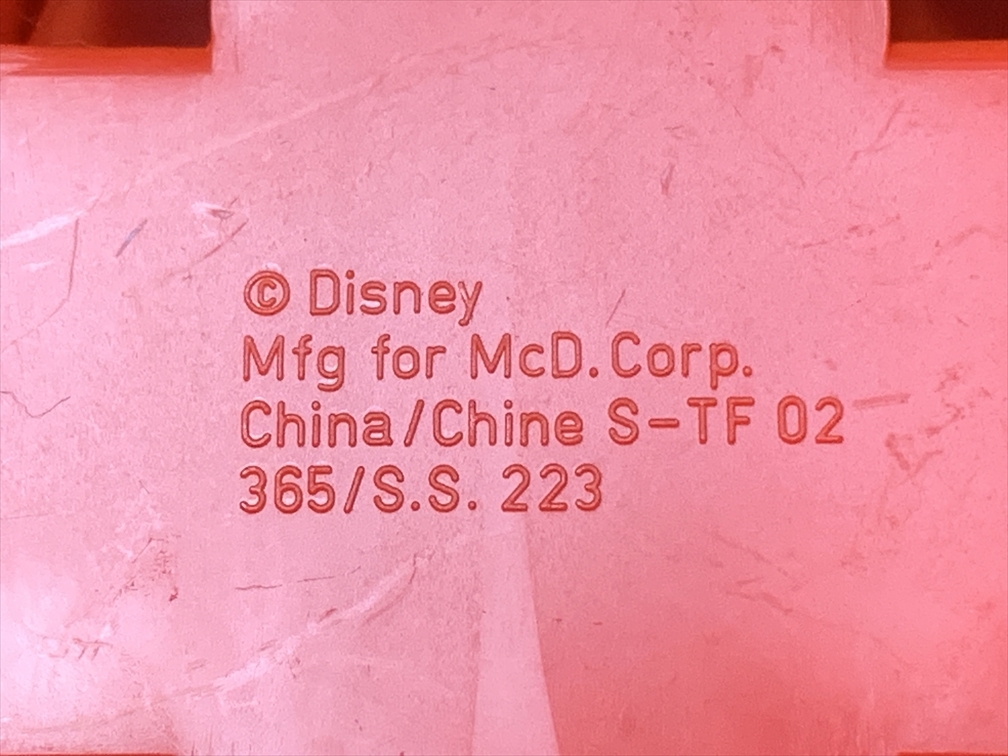 © Disney
Mfg for McD.Corp.
China/Chine S-TF 02
365/S.S. 223